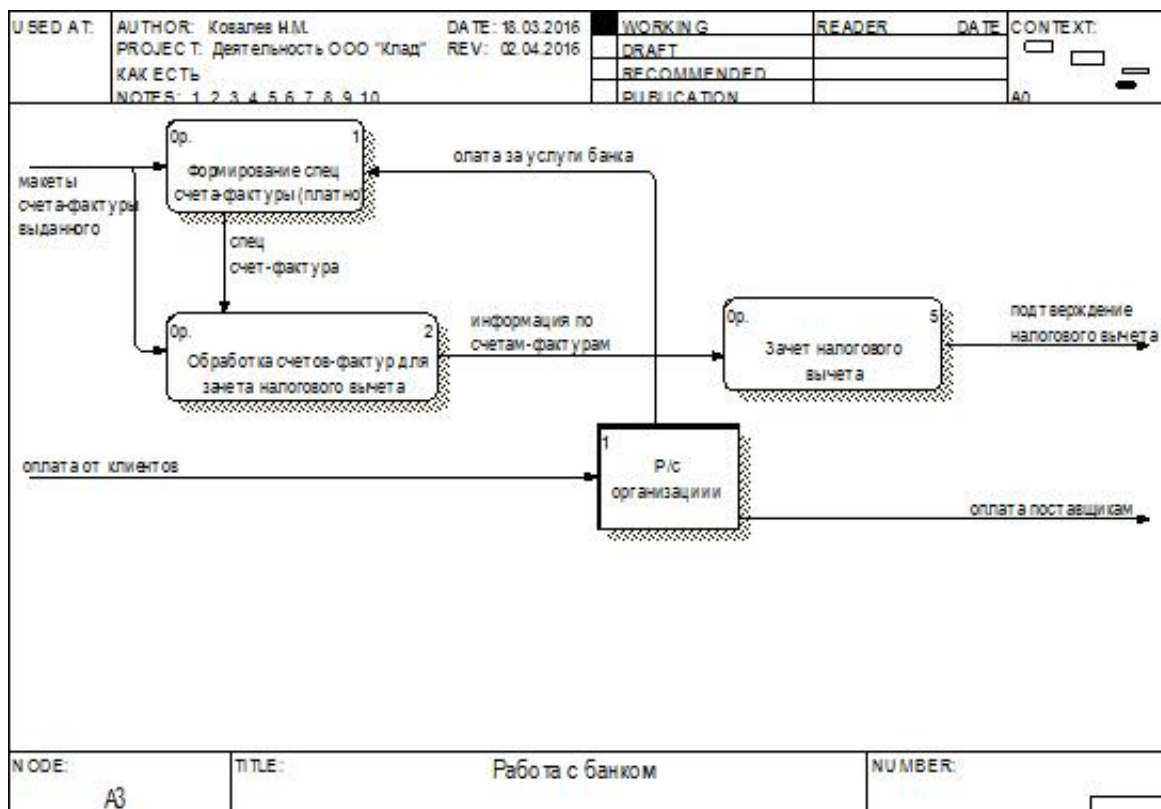 USED AT:
AUTHOR: Ковалев Н.М.
DATE: 18.03.2016
PROJECT: Деятельность ООО "Клад"
REV: 02.04.2016
КАК ЕСТЬ
NOTES: 1 2 3 4 5 6 7 8 9 10
WORKING
DRAFT
RECOMMENDED
PUBLICATION
READER
DATE
CONTEXT:
A0
0р.
1
Формирование спец
счета-фактуры (платно)
опата за услуги банка
макеты
счета-фактуры
выданного
спец
счет-фактура
0р.
2
Обработка счетов-фактур для
зачета налогового вычета
информация по
счетам-фактурам
0р.
5
Зачет налогового
вычета
подтверждение
налогового вычета
оплата от клиентов
1
Р/с
организациии
оплата поставщикам
NODE:
A3
TITLE:
Работа с банком
NUMBER: